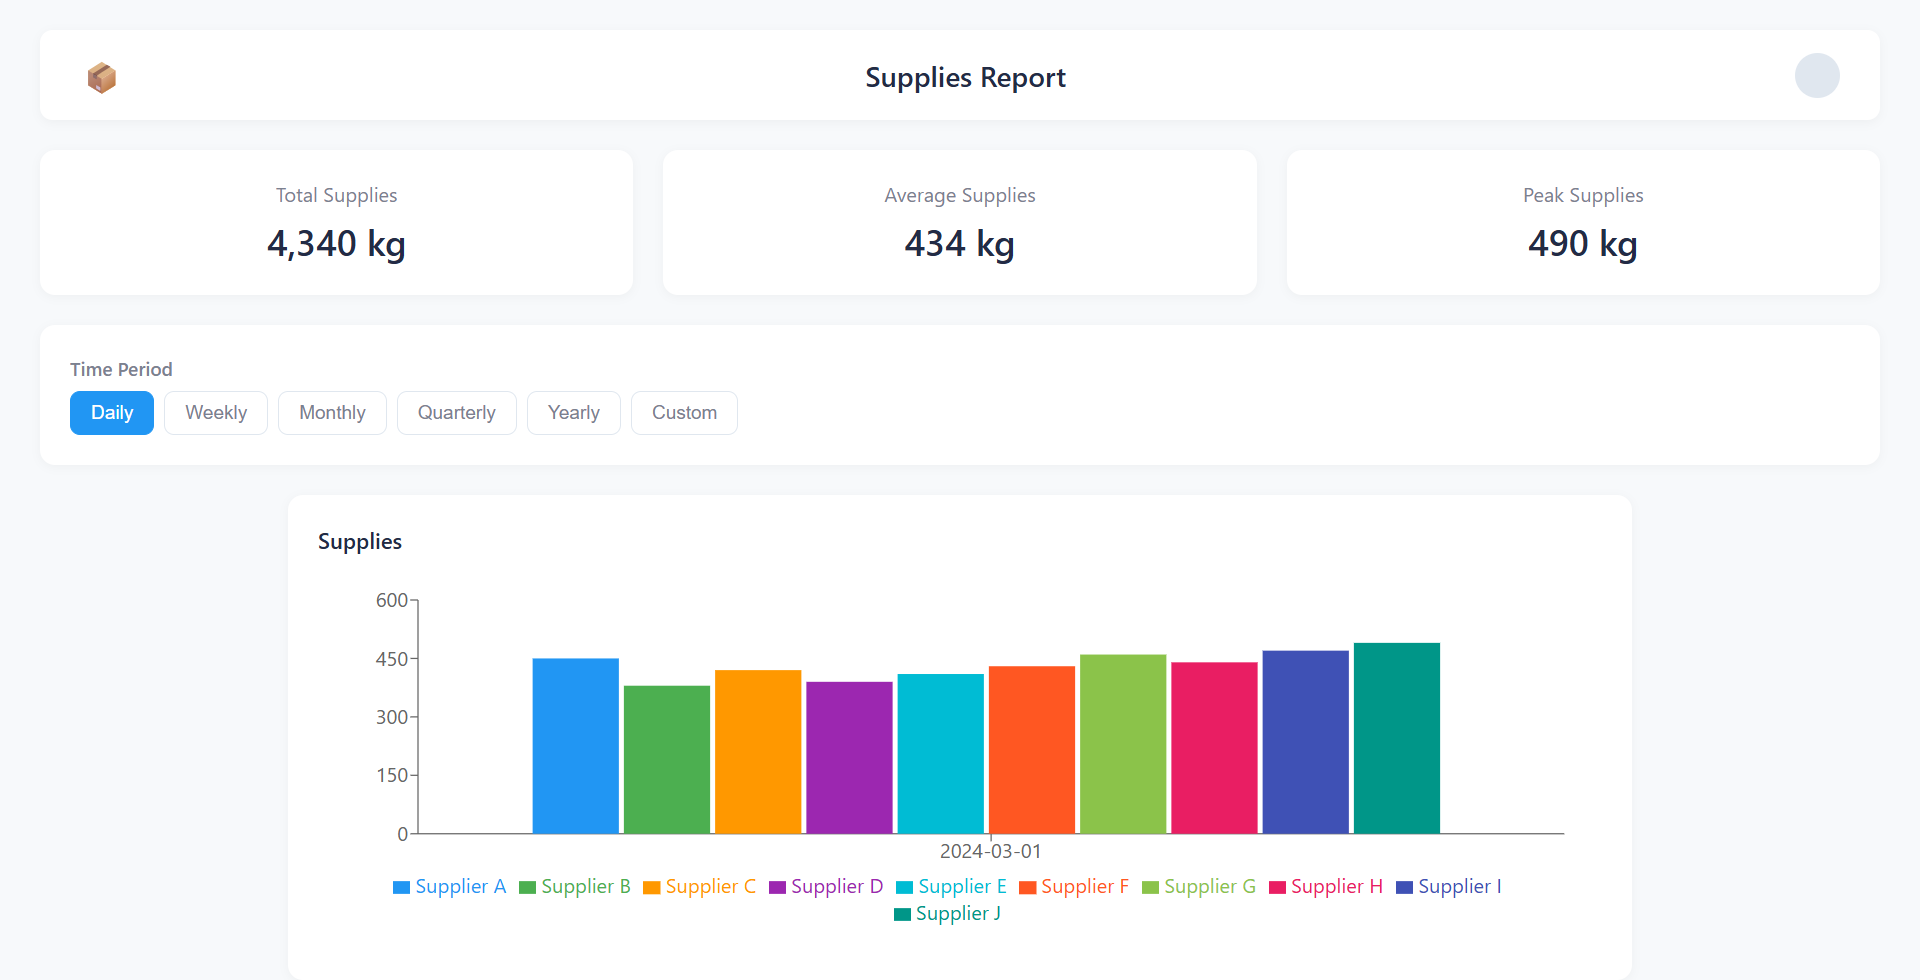 Supplies Report
Total Supplies
4,340 kg
Average Supplies
434 kg
Peak Supplies
490 kg
Time Period
Daily Weekly Monthly Quarterly Yearly Custom
Supplies
600
450
300
150
0
2024-03-01
Supplier A Supplier B Supplier C Supplier D Supplier E Supplier F Supplier G Supplier H Supplier I
Supplier J